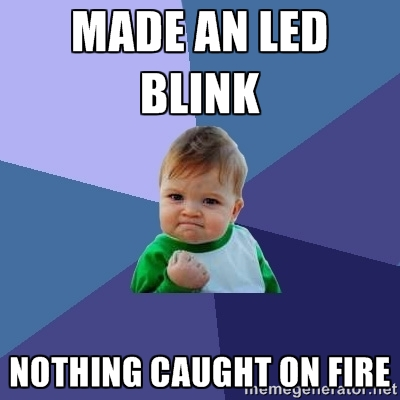 MADE AN LED
BLINK
NOTHING CAUGHT ON FIRE
memegenerator.net